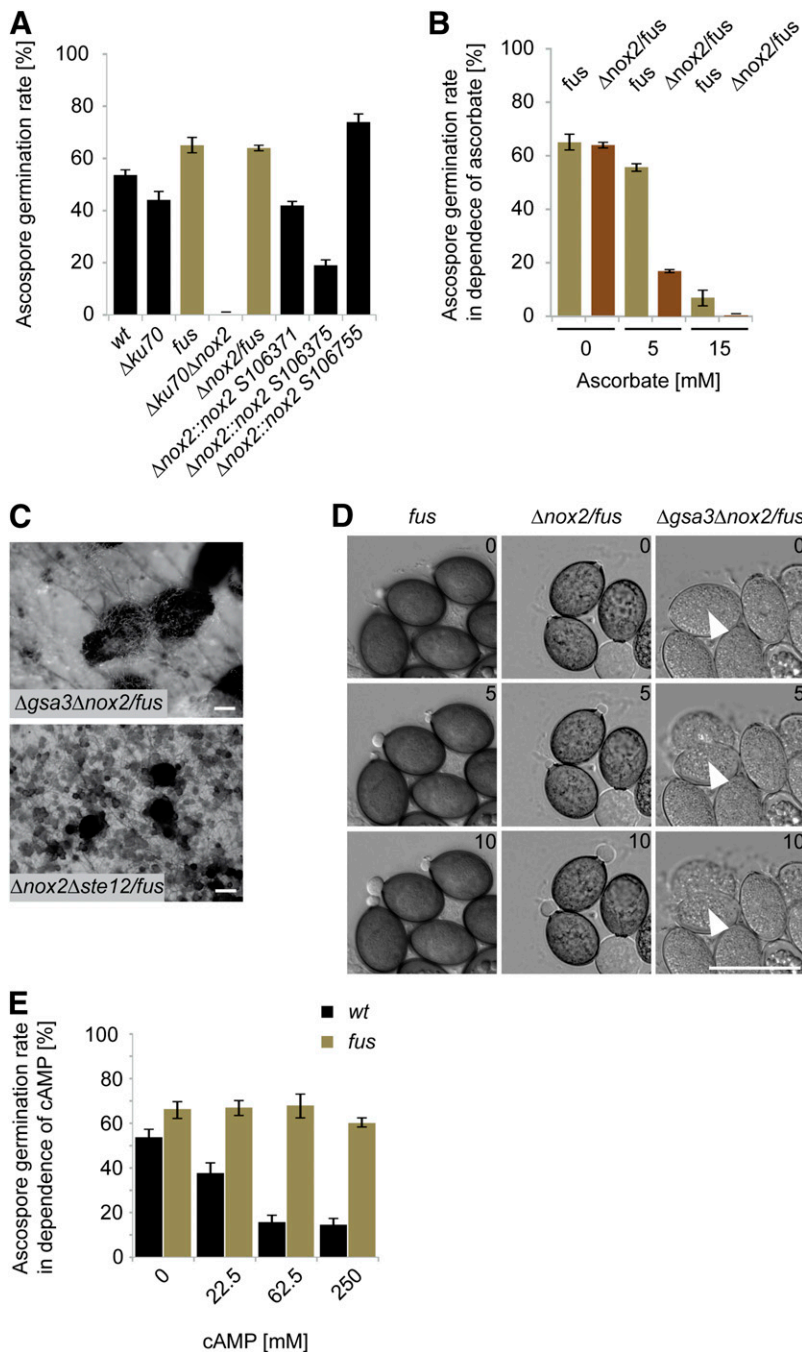 A
Ascospore germination rate [%]
100
80
60
40
20
0
wt
Δku70
fus
Δku70Δnox2
Δnox2/fus
Δnox2::nox2 S106371
Δnox2::nox2 S106375
Δnox2::nox2 S106755
B
Ascospore germination rate
in dependece of ascorbate [%]
100
80
60
40
20
0
fus
Δnox2/fus
fus
Δnox2/fus
fus
Δnox2/fus
0 5 15
Ascorbate [mM]
C
Δgsa3Δnox2/fus
Δnox2Δste12/fus
D
fus Δnox2/fus Δgsa3Δnox2/fus
0 0 0
5 5 5
10 10 10
E
Ascospore germination rate
in dependence of cAMP [%]
100
80
60
40
20
0
wt
fus
0 22.5 62.5 250
cAMP [mM]